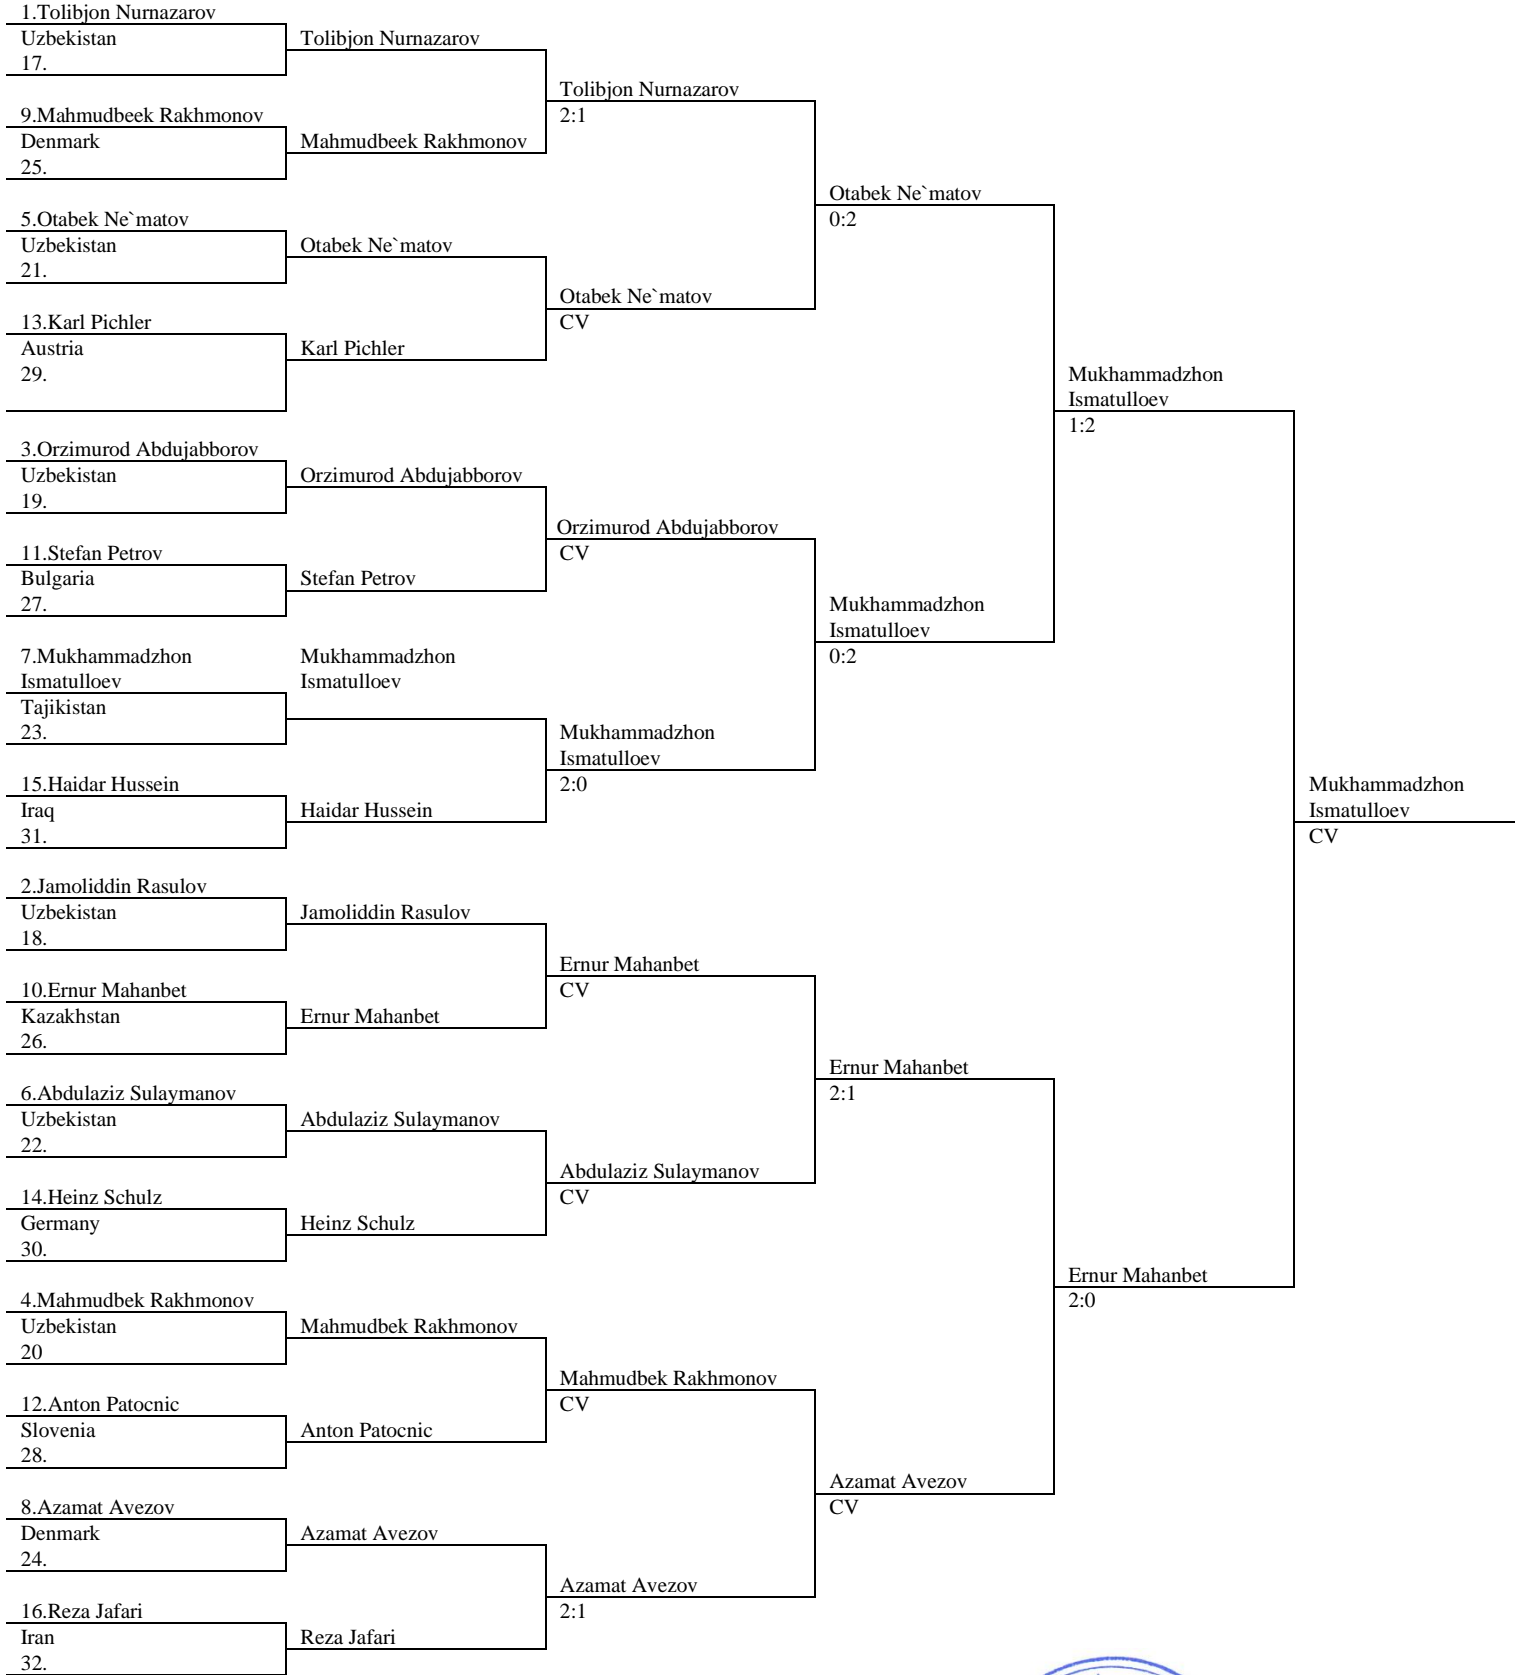 1.Tolibjon Nurnazarov
Uzbekistan
17.
9.Mahmudbeek Rakhmonov
Denmark
25.
5.Otabek Ne`matov
Uzbekistan
21.
13.Karl Pichler
Austria
29.
3.Orzimurod Abdujabborov
Uzbekistan
19.
11.Stefan Petrov
Bulgaria
27.
7.Mukhammadzhon
Ismatulloev
Tajikistan
23.
15.Haidar Hussein
Iraq
31.
2.Jamoliddin Rasulov
Uzbekistan
18.
10.Ernur Mahanbet
Kazakhstan
26.
6.Abdulaziz Sulaymanov
Uzbekistan
22.
14.Heinz Schulz
Germany
30.
4.Mahmudbek Rakhmonov
Uzbekistan
20
12.Anton Patocnic
Slovenia
28.
8.Azamat Avezov
Denmark
24.
16.Reza Jafari
Iran
32.
Tolibjon Nurnazarov
Mahmudbeek Rakhmonov
Otabek Ne`matov
Karl Pichler
Orzimurod Abdujabborov
Stefan Petrov
Mukhammadzhon
Ismatulloev
Haidar Hussein
Jamoliddin Rasulov
Ernur Mahanbet
Abdulaziz Sulaymanov
Heinz Schulz
Mahmudbek Rakhmonov
Anton Patocnic
Azamat Avezov
Reza Jafari
Tolibjon Nurnazarov
2:1
Otabek Ne`matov
CV
Orzimurod Abdujabborov
CV
Mukhammadzhon
Ismatulloev
2:0
Ernur Mahanbet
CV
Abdulaziz Sulaymanov
CV
Mahmudbek Rakhmonov
CV
Azamat Avezov
2:1
Otabek Ne`matov
0:2
Mukhammadzhon
Ismatulloev
0:2
Ernur Mahanbet
2:1
Azamat Avezov
CV
Mukhammadzhon
Ismatulloev
1:2
Ernur Mahanbet
2:0
Mukhammadzhon
Ismatulloev
CV